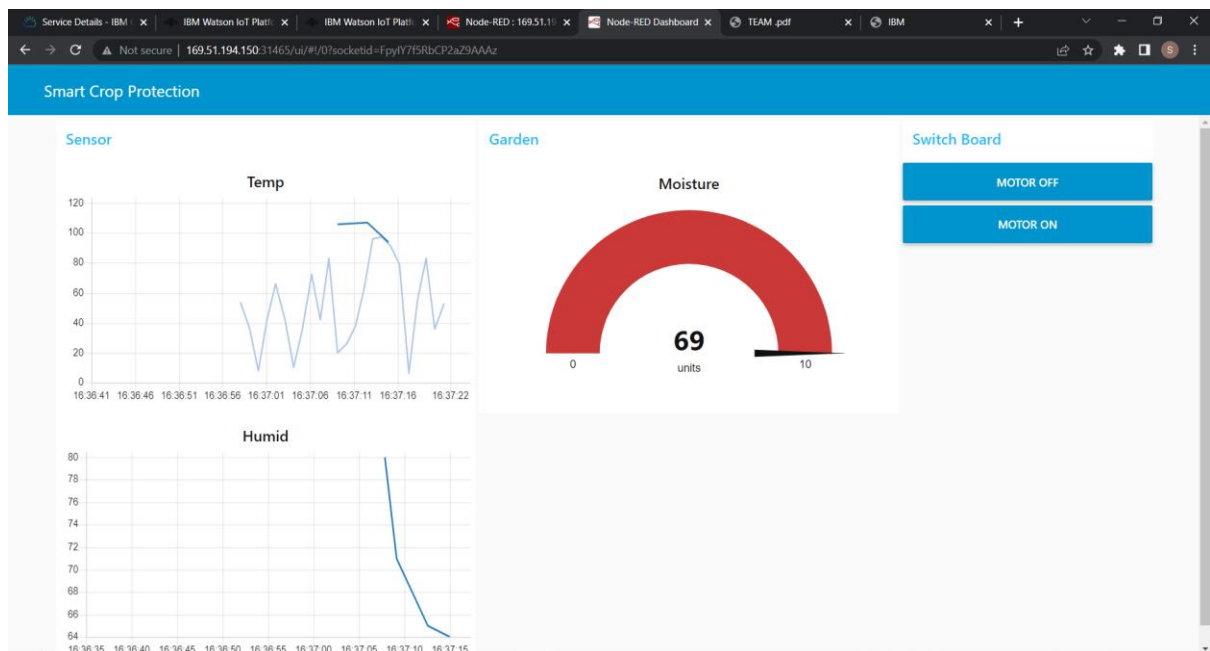 Service Details - IBM C
IBM Watson IoT Platfo
IBM Watson IoT Platfo
Node-RED : 169.51.19
Node-RED Dashboard
TEAM .pdf
IBM
Not secure | 169.51.194.150:31465/ui/#!/0?socketid=FpylY7f5RbCP2aZ9AAAz
S
Smart Crop Protection
Sensor
Temp
120
100
80
60
40
20
0
16:36:41 16:36:46 16:36:51 16:36:56 16:37:01 16:37:06 16:37:11 16:37:16 16:37:22
Humid
80
78
76
74
72
70
68
66
64
16:36:35 16:36:40 16:36:45 16:36:50 16:36:55 16:37:00 16:37:05 16:37:10 16:37:15
Garden
Moisture
69
units
0 10
Switch Board
MOTOR OFF
MOTOR ON